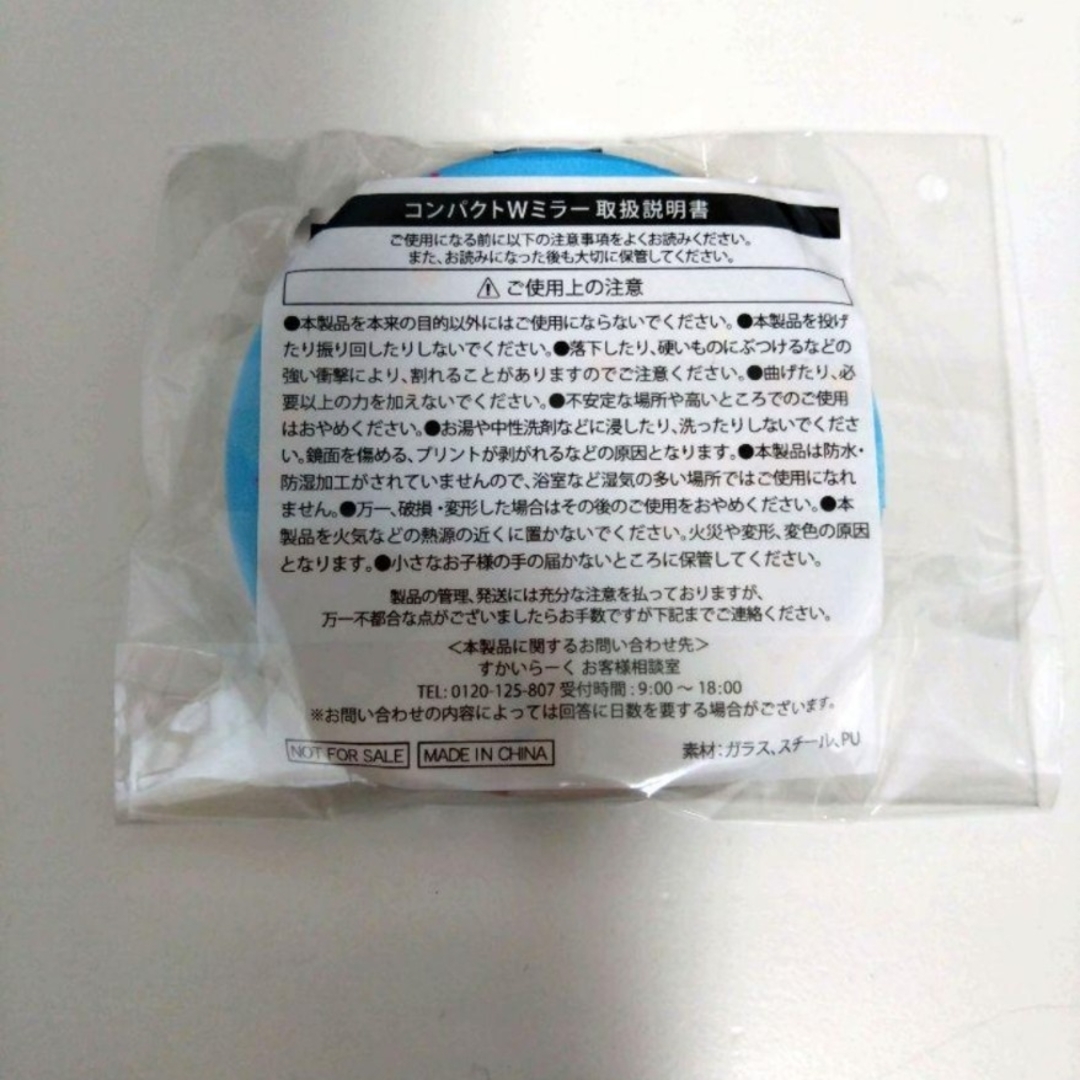 コンパクトWミラー 取扱説明書
ご使用になる前に以下の注意事項をよくお読みください。
また、お読みになった後も大切に保管してください。
⚠ ご使用上の注意
●本製品を本来の目的以外にはご使用にならないでください。●本製品を投げ
たり振り回したりしないでください。●落下したり、硬いものにぶつけるなどの
強い衝撃により、割れることがありますのでご注意ください。●曲げたり、必
要以上の力を加えないでください。●不安定な場所や高いところでのご使用
はおやめください。●お湯や中性洗剤などに浸したり、洗ったりしないでくださ
い。鏡面を傷める、プリントが剥がれるなどの原因となります。●本製品は防水・
防湿加工がされていませんので、浴室など湿気の多い場所ではご使用になれ
ません。●万一、破損・変形した場合はその後のご使用をおやめください。●本
製品を火気などの熱源の近くに置かないでください。火災や変形、変色の原因
となります。●小さなお子様の手の届かないところに保管してください。
製品の管理、発送には充分な注意を払っておりますが、
万一不都合な点がございましたらお手数ですが下記までご連絡ください。
＜本製品に関するお問い合わせ先＞
すかいらーく お客様相談室
TEL: 0120-125-807 受付時間 : 9:00 ～ 18:00
※お問い合わせの内容によっては回答に日数を要する場合がございます。
NOT FOR SALE MADE IN CHINA 素材：ガラス、スチール、PU